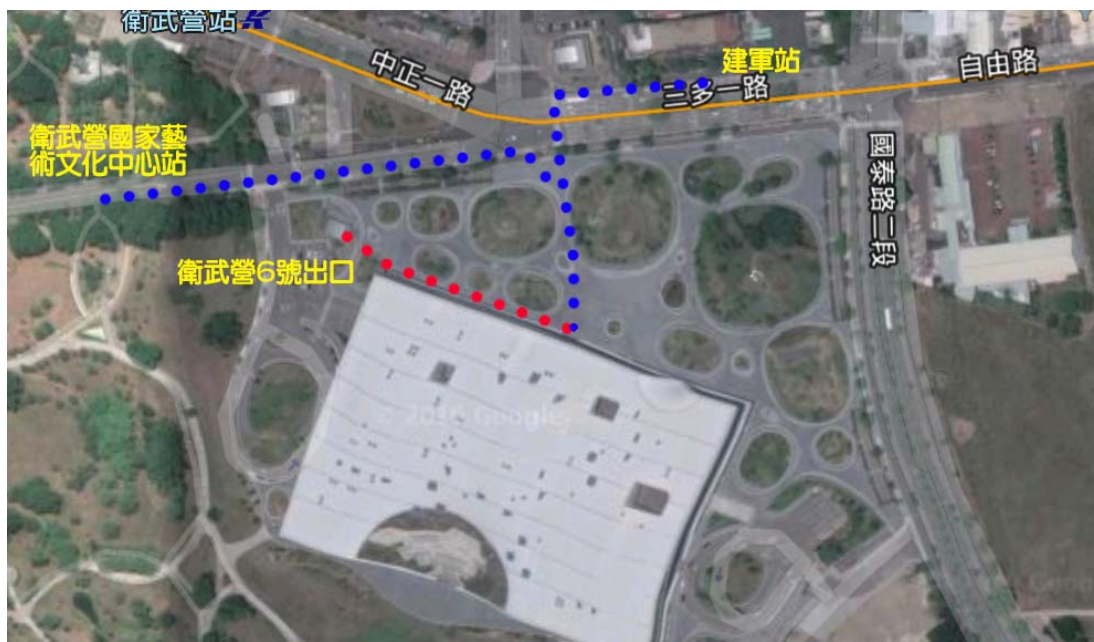 衛武營站
中正一路
建軍站
三多一路
自由路
衛武營國家藝
術文化中心站
國泰路二段
衛武營6號出口
Google